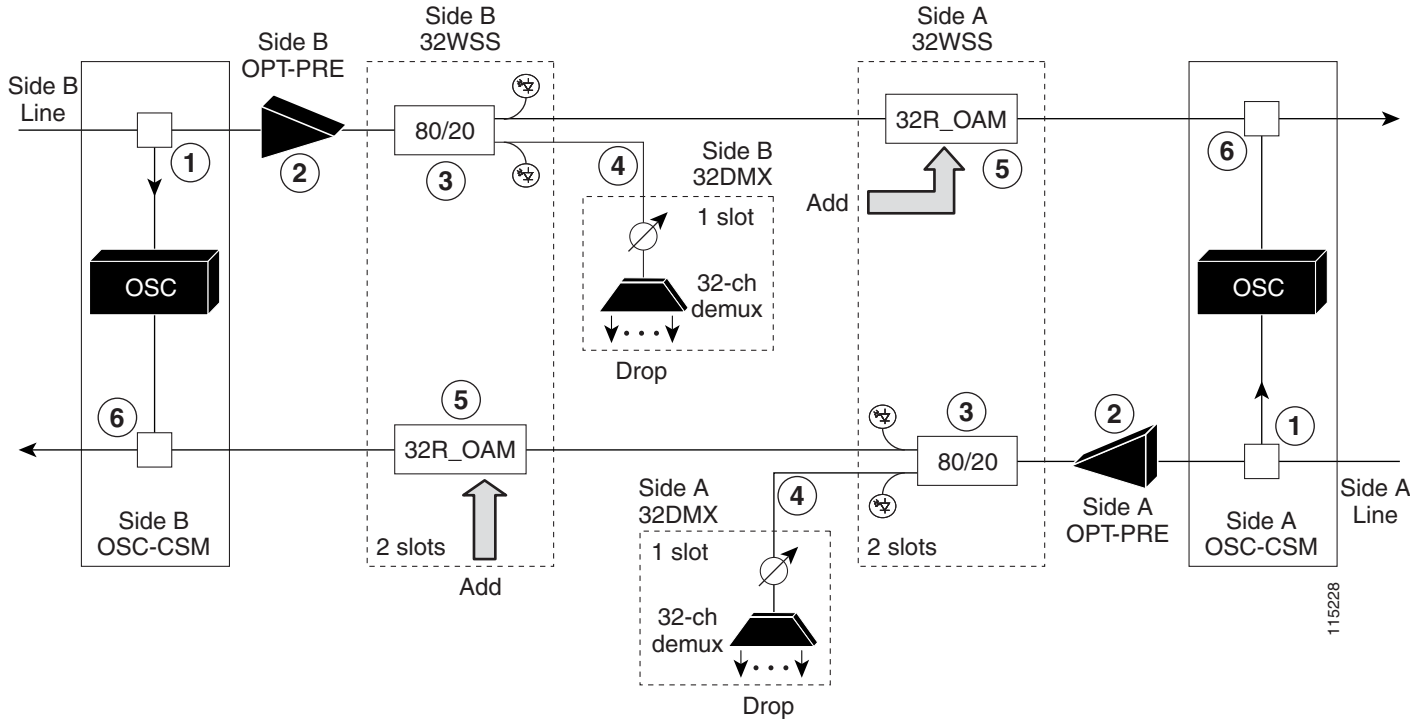 Side B
Line
Side B
OPT-PRE
Side B
32WSS
Side A
32WSS
1
2
80/20
3
4
Side B
32DMX
1 slot
32-ch
demux
Drop
32R_OAM
5
Add
6
OSC
OSC
6
5
32R_OAM
Side B
OSC-CSM
2 slots
Add
Side A
32DMX
4
1 slot
32-ch
demux
Drop
3
80/20
2 slots
2
Side A
OPT-PRE
1
Side A
OSC-CSM
Side A
Line
115228